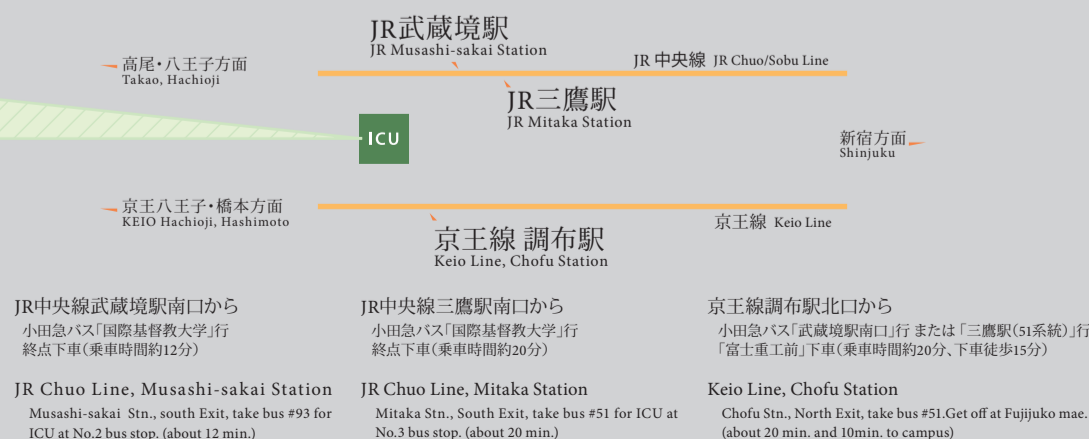 JR武蔵境駅
JR Musashi-sakai Station
高尾・八王子方面
Takao, Hachioji
JR 中央線 JR Chuo/Sobu Line
JR三鷹駅
JR Mitaka Station
ICU
新宿方面
Shinjuku
京王八王子・橋本方面
KEIO Hachioji, Hashimoto
京王線 Keio Line
京王線 調布駅
Keio Line, Chofu Station
JR中央線武蔵境駅南口から
小田急バス「国際基督教大学」行
終点下車(乗車時間約12分)
JR Chuo Line, Musashi-sakai Station
Musashi-sakai Stn., south Exit, take bus #93 for
ICU at No.2 bus stop. (about 12 min.)
JR中央線三鷹駅南口から
小田急バス「国際基督教大学」行
終点下車(乗車時間約20分)
JR Chuo Line, Mitaka Station
Mitaka Stn., South Exit, take bus #51 for ICU at
No.3 bus stop. (about 20 min.)
京王線調布駅北口から
小田急バス「武蔵境駅南口」行 または 「三鷹駅(51系統)」行
「富士重工前」下車(乗車時間約20分、下車徒歩15分)
Keio Line, Chofu Station
Chofu Stn., North Exit, take bus #51.Get off at Fujijuko mae.
(about 20 min. and 10min. to campus)